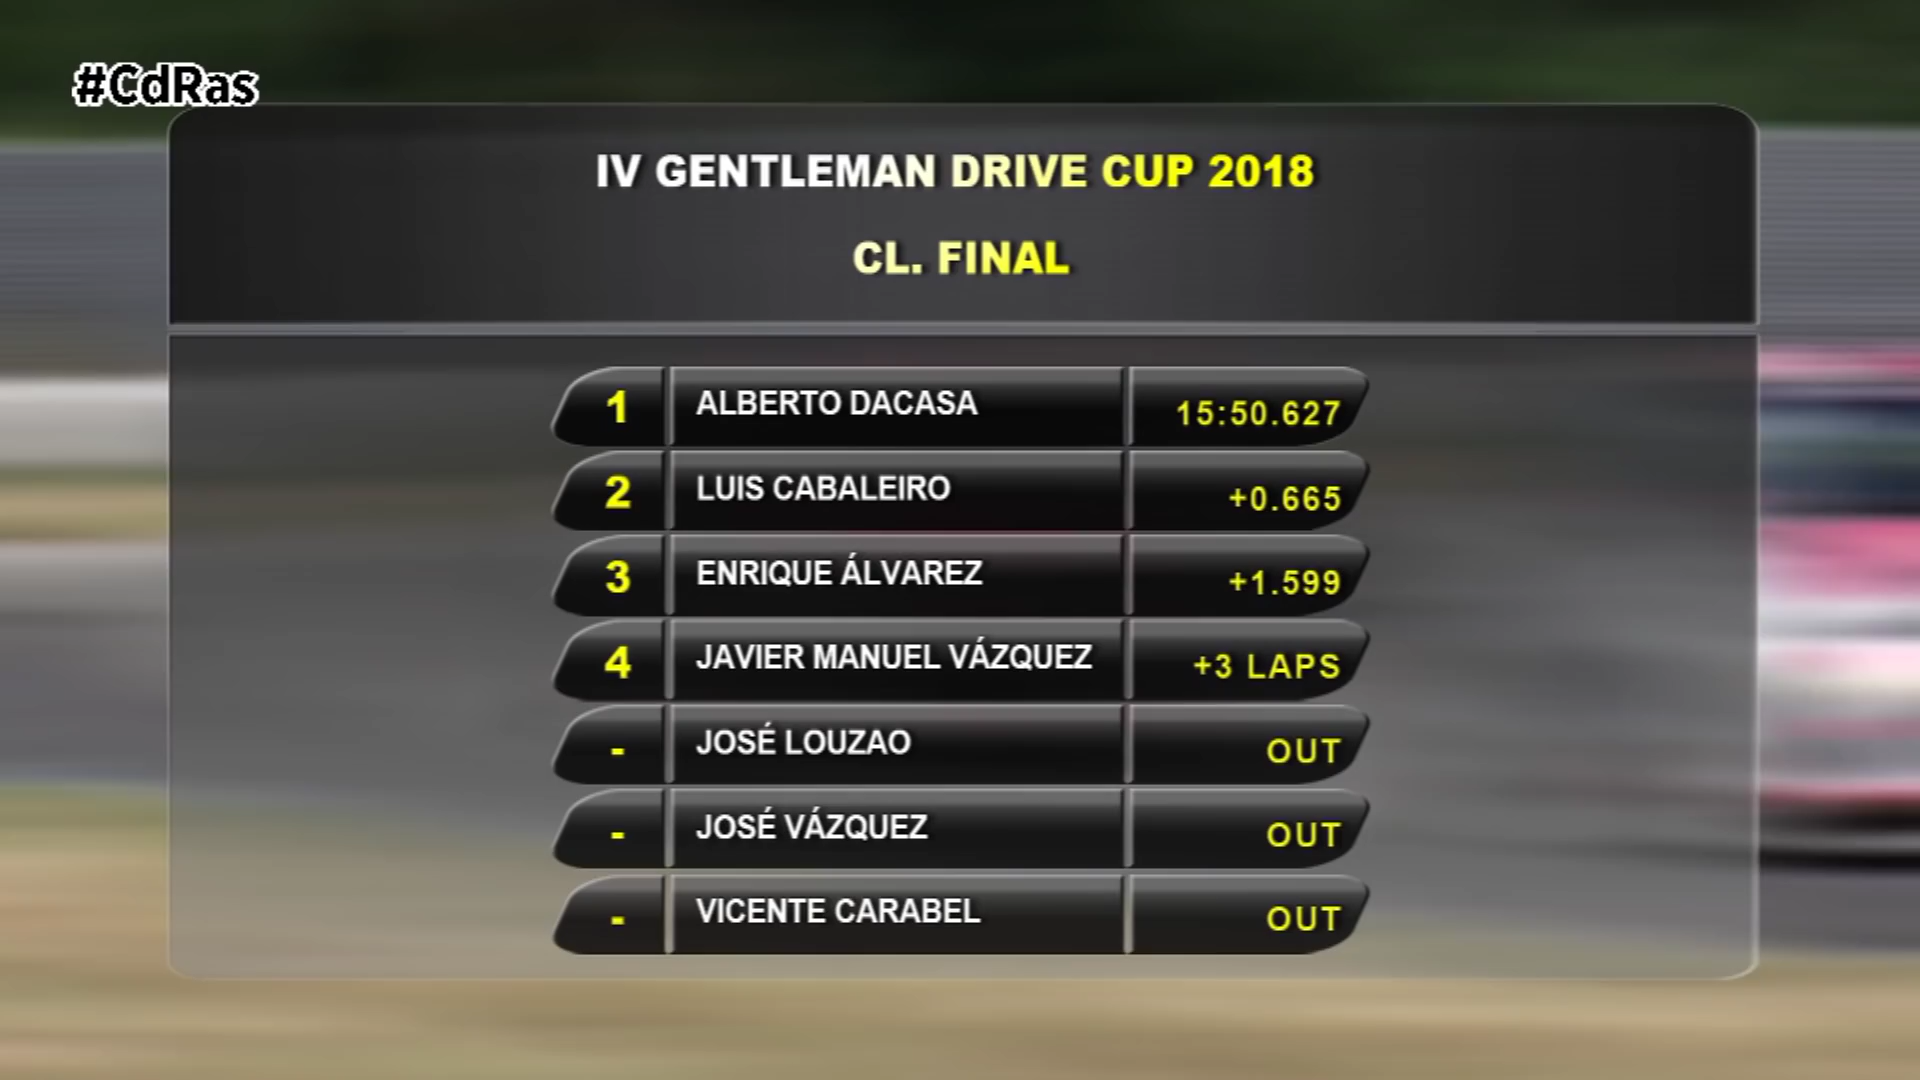 #CdRas
IV GENTLEMAN DRIVE CUP 2018
CL. FINAL
1 ALBERTO DACASA 15:50.627
2 LUIS CABALEIRO +0.665
3 ENRIQUE ÁLVAREZ +1.599
4 JAVIER MANUEL VÁZQUEZ +3 LAPS
- JOSÉ LOUZAO OUT
- JOSÉ VÁZQUEZ OUT
- VICENTE CARABEL OUT